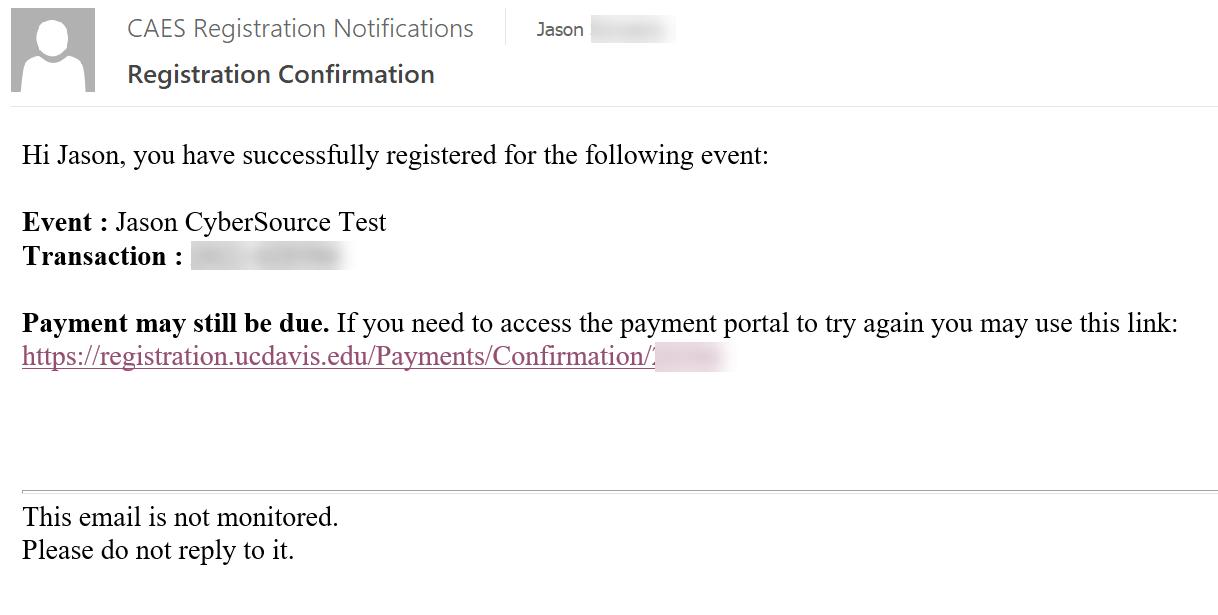 CAES Registration Notifications
Jason
Registration Confirmation
Hi Jason, you have successfully registered for the following event:
Event : Jason CyberSource Test
Transaction :
Payment may still be due. If you need to access the payment portal to try again you may use this link:
https://registration.ucdavis.edu/Payments/Confirmation/
This email is not monitored.
Please do not reply to it.